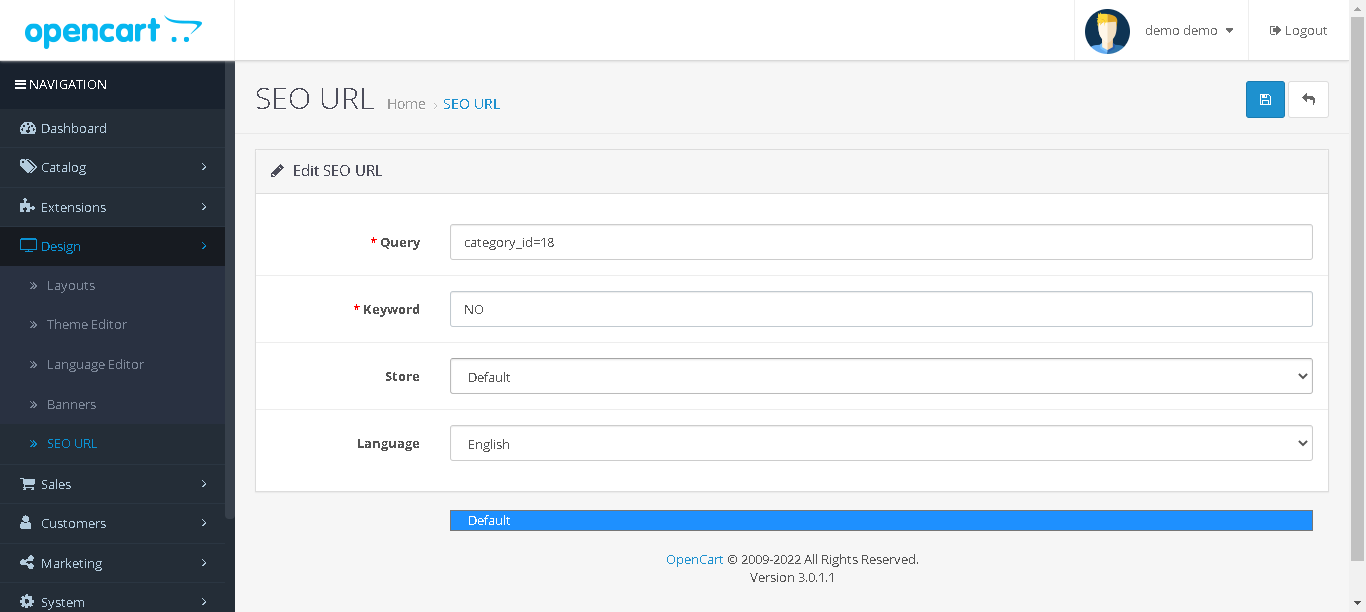 opencart
demo demo
Logout
NAVIGATION
Dashboard
Catalog
Extensions
Design
Layouts
Theme Editor
Language Editor
Banners
SEO URL
Sales
Customers
Marketing
System
SEO URL
Home › SEO URL
Edit SEO URL
* Query
category_id=18
* Keyword
NO
Store
Default
Language
English
Default
OpenCart © 2009-2022 All Rights Reserved.
Version 3.0.1.1